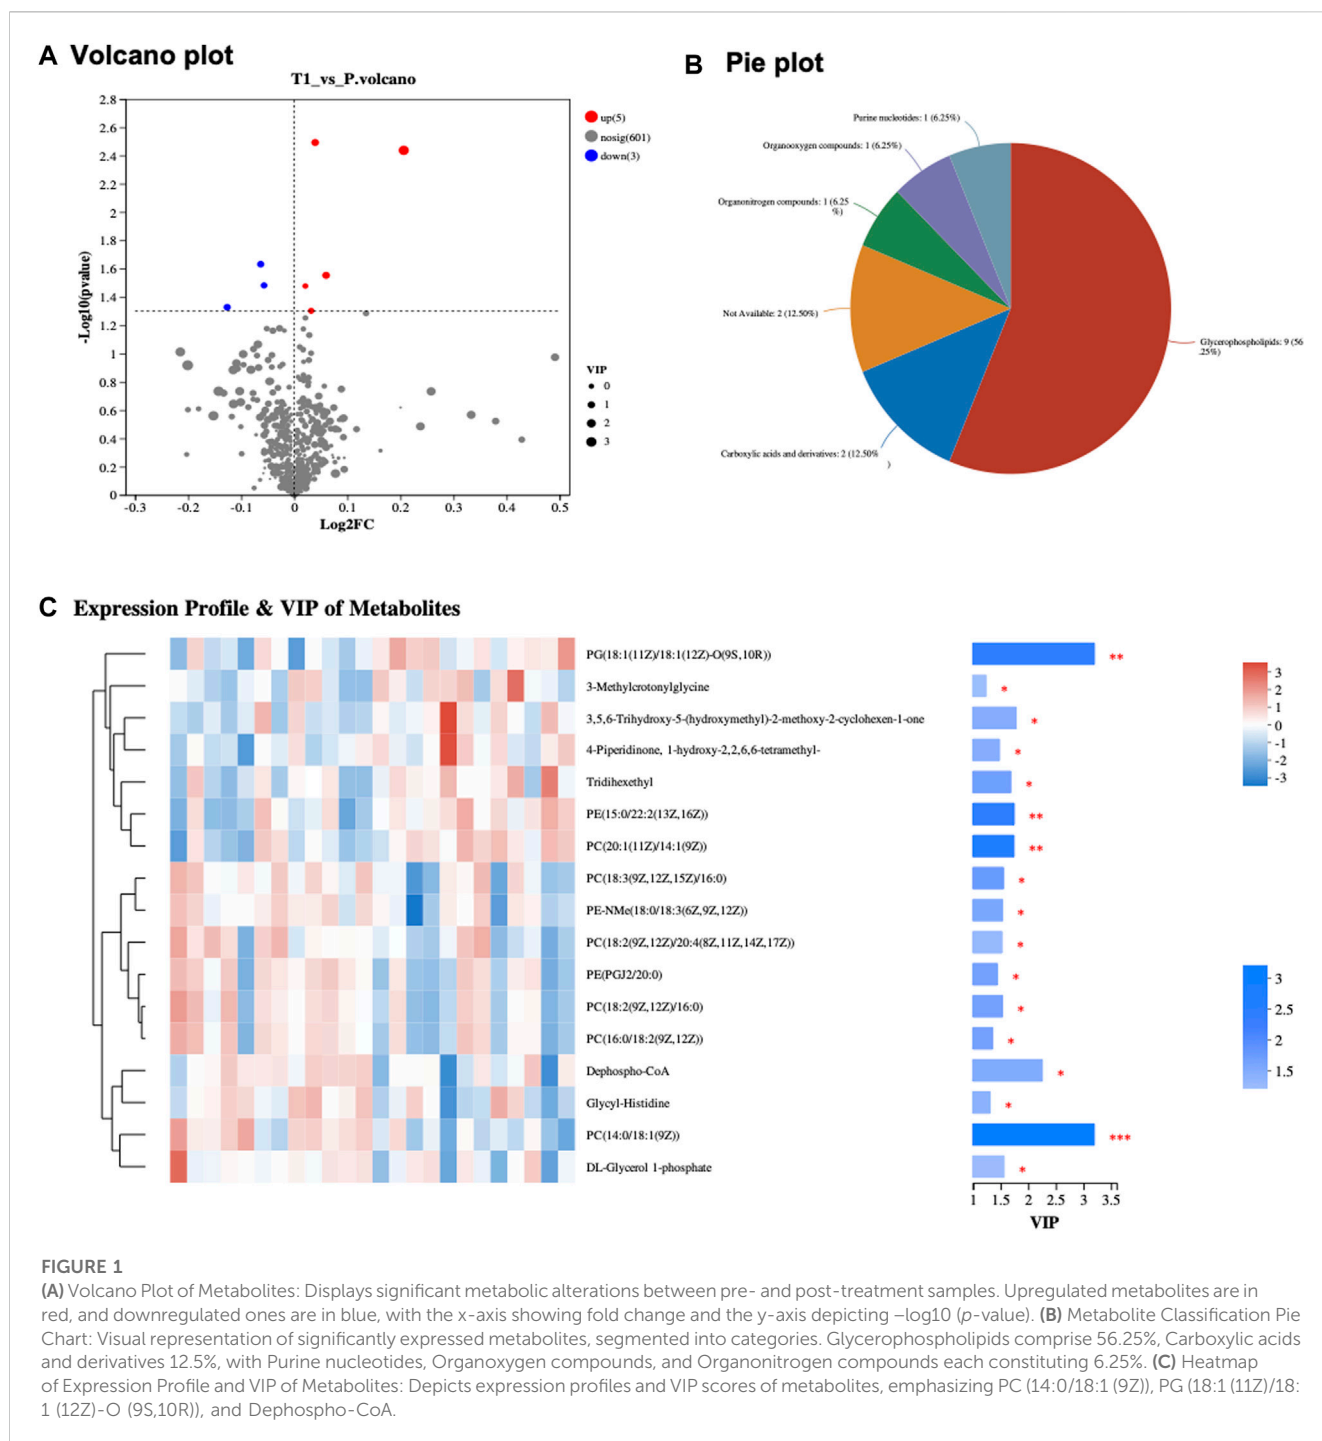 A Volcano plot
T1_vs_P.volcano
2.8
2.6
2.4
2.2
2
1.8
1.6
1.4
1.2
1
0.8
0.6
0.4
0.2
0
-Log10(pvalue)
-0.3 -0.2 -0.1 0 0.1 0.2 0.3 0.4 0.5
Log2FC
up(5)
nosig(601)
down(3)
VIP
0
1
2
3
B Pie plot
Purine nucleotides: 1 (6.25%)
Organooxygen compounds: 1 (6.25%)
Organonitrogen compounds: 1 (6.25
%)
Not Available: 2 (12.50%)
Carboxylic acids and derivatives: 2 (12.50%
)
Glycerophospholipids: 9 (56
.25%)
C Expression Profile & VIP of Metabolites
PG(18:1(11Z)/18:1(12Z)-O(9S,10R)) **
3-Methylcrotonylglycine *
3,5,6-Trihydroxy-5-(hydroxymethyl)-2-methoxy-2-cyclohexen-1-one *
4-Piperidinone, 1-hydroxy-2,2,6,6-tetramethyl- *
Tridihexethyl *
PE(15:0/22:2(13Z,16Z)) **
PC(20:1(11Z)/14:1(9Z)) **
PC(18:3(9Z,12Z,15Z)/16:0) *
PE-NMe(18:0/18:3(6Z,9Z,12Z)) *
PC(18:2(9Z,12Z)/20:4(8Z,11Z,14Z,17Z)) *
PE(PGJ2/20:0) *
PC(18:2(9Z,12Z)/16:0) *
PC(16:0/18:2(9Z,12Z)) *
Dephospho-CoA *
Glycyl-Histidine *
PC(14:0/18:1(9Z)) ***
DL-Glycerol 1-phosphate *
1 1.5 2 2.5 3 3.5
VIP
3
2
1
0
-1
-2
-3
3
2.5
2
1.5
FIGURE 1
(A) Volcano Plot of Metabolites: Displays significant metabolic alterations between pre- and post-treatment samples. Upregulated metabolites are in
red, and downregulated ones are in blue, with the x-axis showing fold change and the y-axis depicting –log10 (p-value). (B) Metabolite Classification Pie
Chart: Visual representation of significantly expressed metabolites, segmented into categories. Glycerophospholipids comprise 56.25%, Carboxylic acids
and derivatives 12.5%, with Purine nucleotides, Organoxygen compounds, and Organonitrogen compounds each constituting 6.25%. (C) Heatmap
of Expression Profile and VIP of Metabolites: Depicts expression profiles and VIP scores of metabolites, emphasizing PC (14:0/18:1 (9Z)), PG (18:1 (11Z)/18:
1 (12Z)-O (9S,10R)), and Dephospho-CoA.